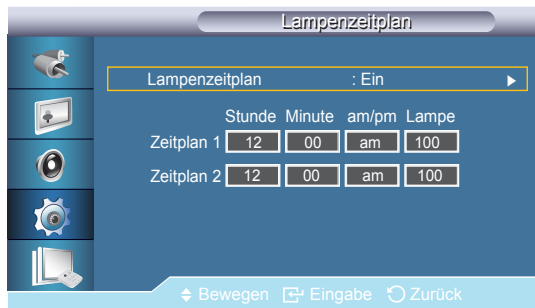 Lampenzeitplan
Lampenzeitplan : Ein
Stunde Minute am/pm Lampe
Zeitplan 1 12 00 am 100
Zeitplan 2 12 00 am 100
Bewegen Eingabe Zurück